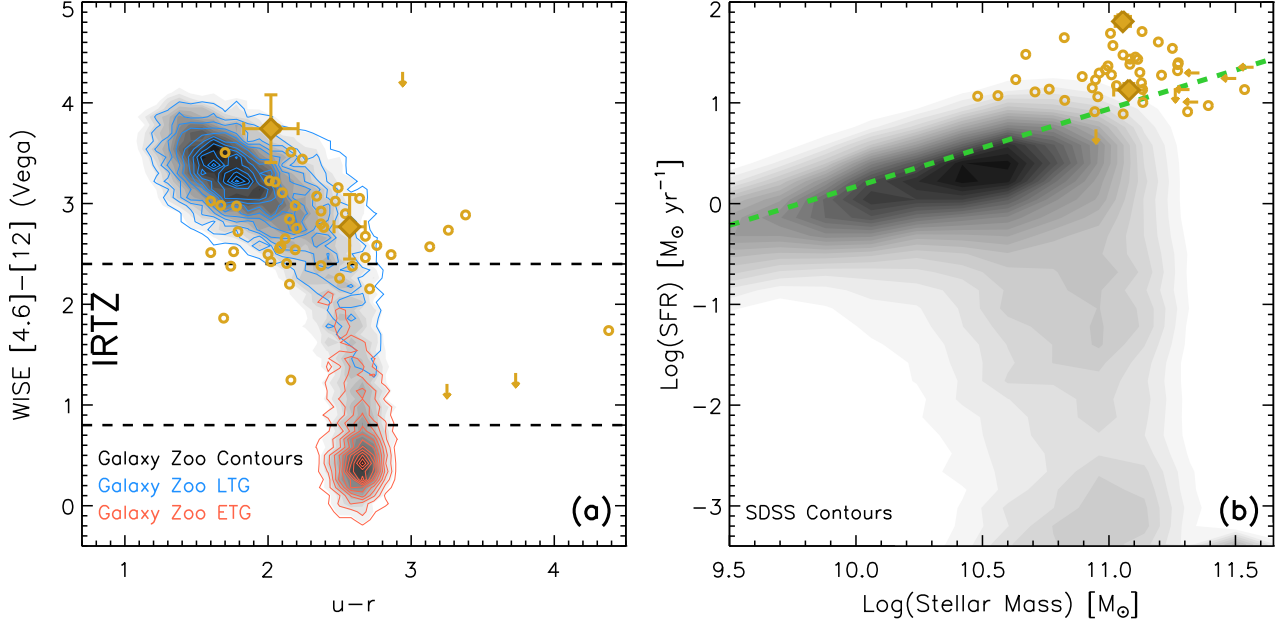 5
4
3
2
1
0
WISE [4.6]−[12] (Vega)
IRTZ
Galaxy Zoo Contours
Galaxy Zoo LTG
Galaxy Zoo ETG
(a)
1
2
3
4
u−r
2
1
0
−1
−2
−3
Log(SFR) [M⊙ yr⁻¹]
SDSS Contours
(b)
9.5
10.0
10.5
11.0
11.5
Log(Stellar Mass) [M⊙]